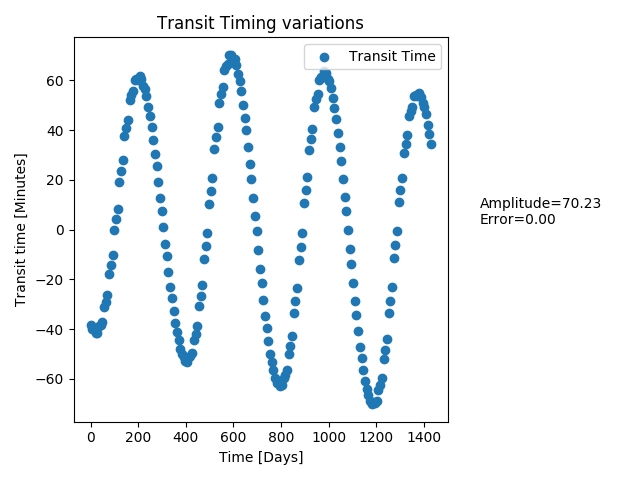 Transit Timing variations
Transit Time
60
40
20
0
−20
−40
−60
Transit time [Minutes]
Amplitude=70.23
Error=0.00
0 200 400 600 800 1000 1200 1400
Time [Days]